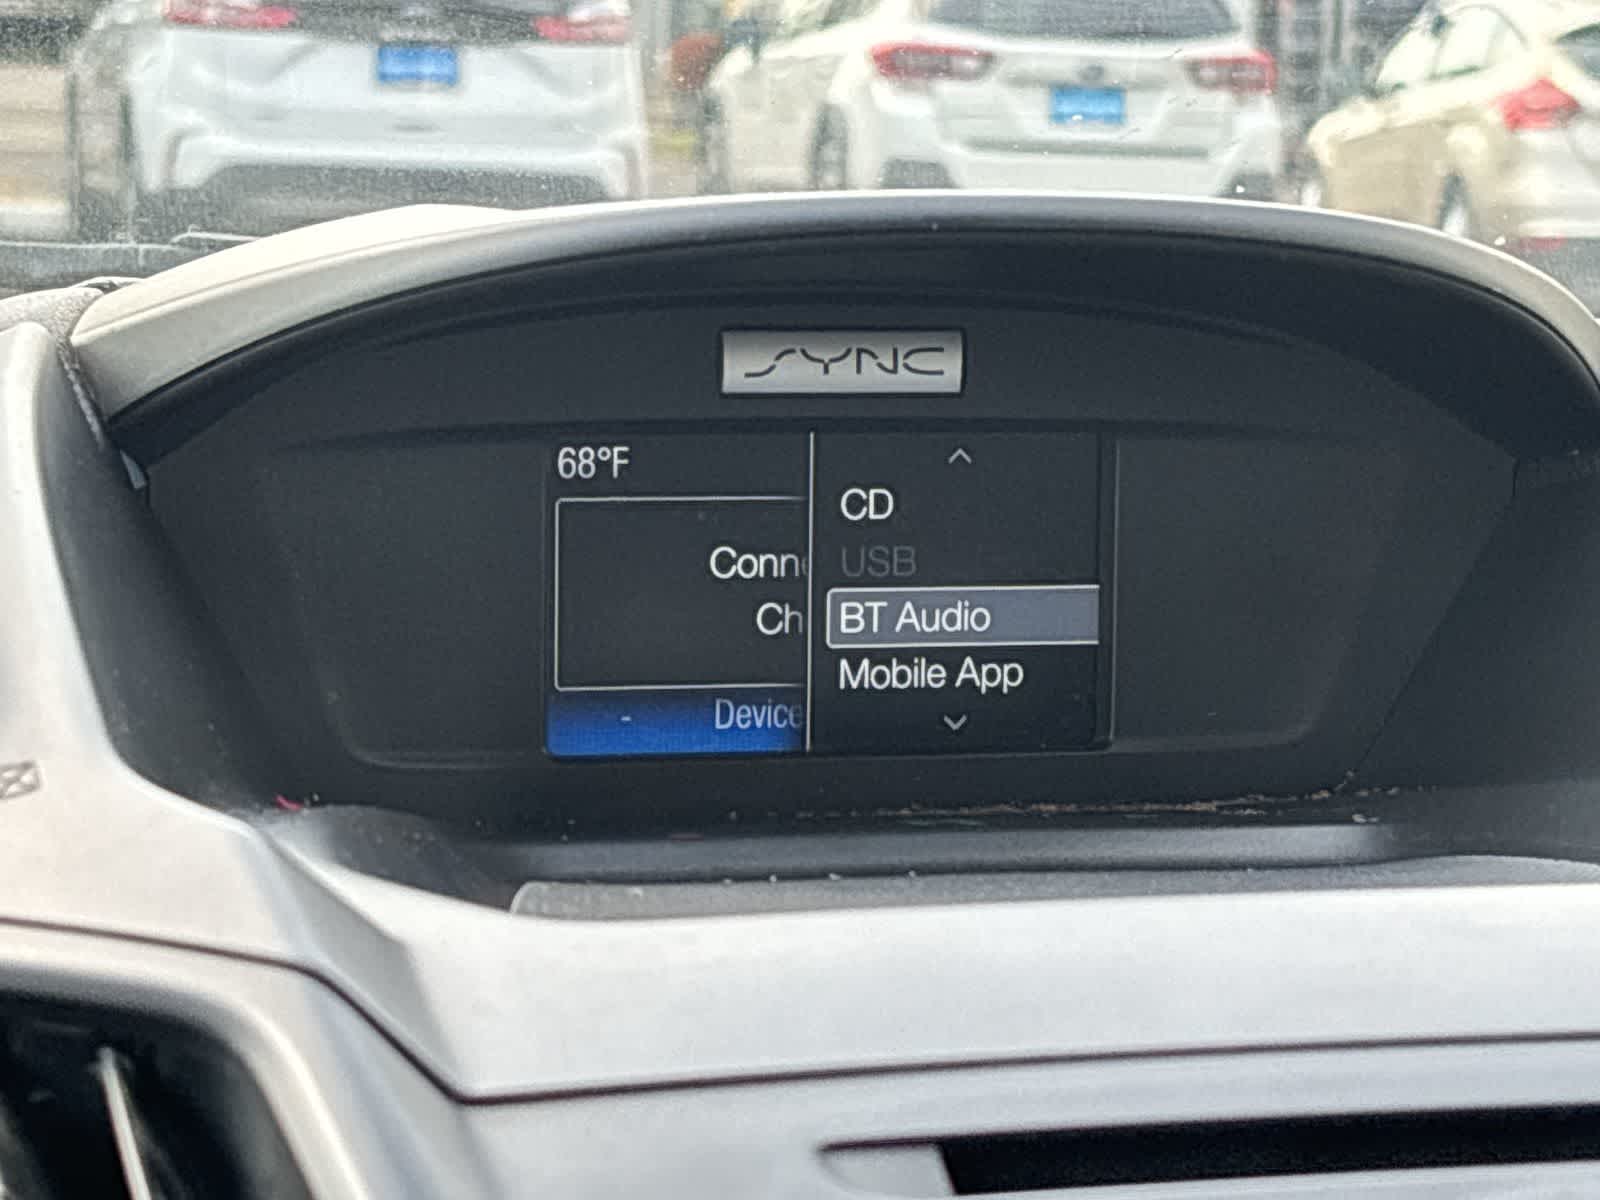 SYNC
68°F
CD
Conn
USB
Ch
BT Audio
Mobile App
Device